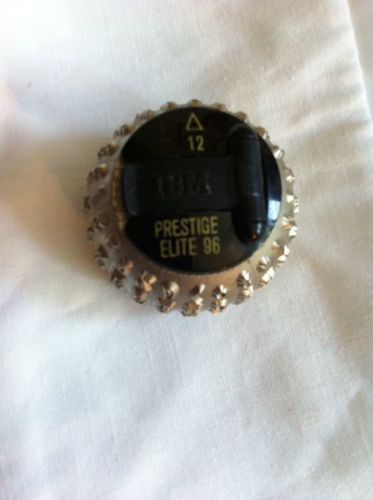 △
12
IBM
PRESTIGE
ELITE 96